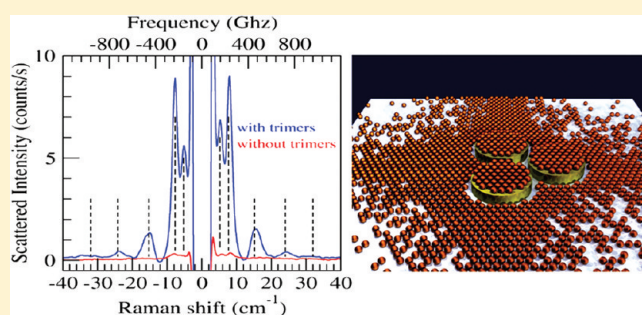 Frequency (Ghz)
-800 -400 0 400 800
10
5
0
Scattered Intensity (counts/s)
with trimers
without trimers
-40 -30 -20 -10 0 10 20 30 40
Raman shift (cm-1)